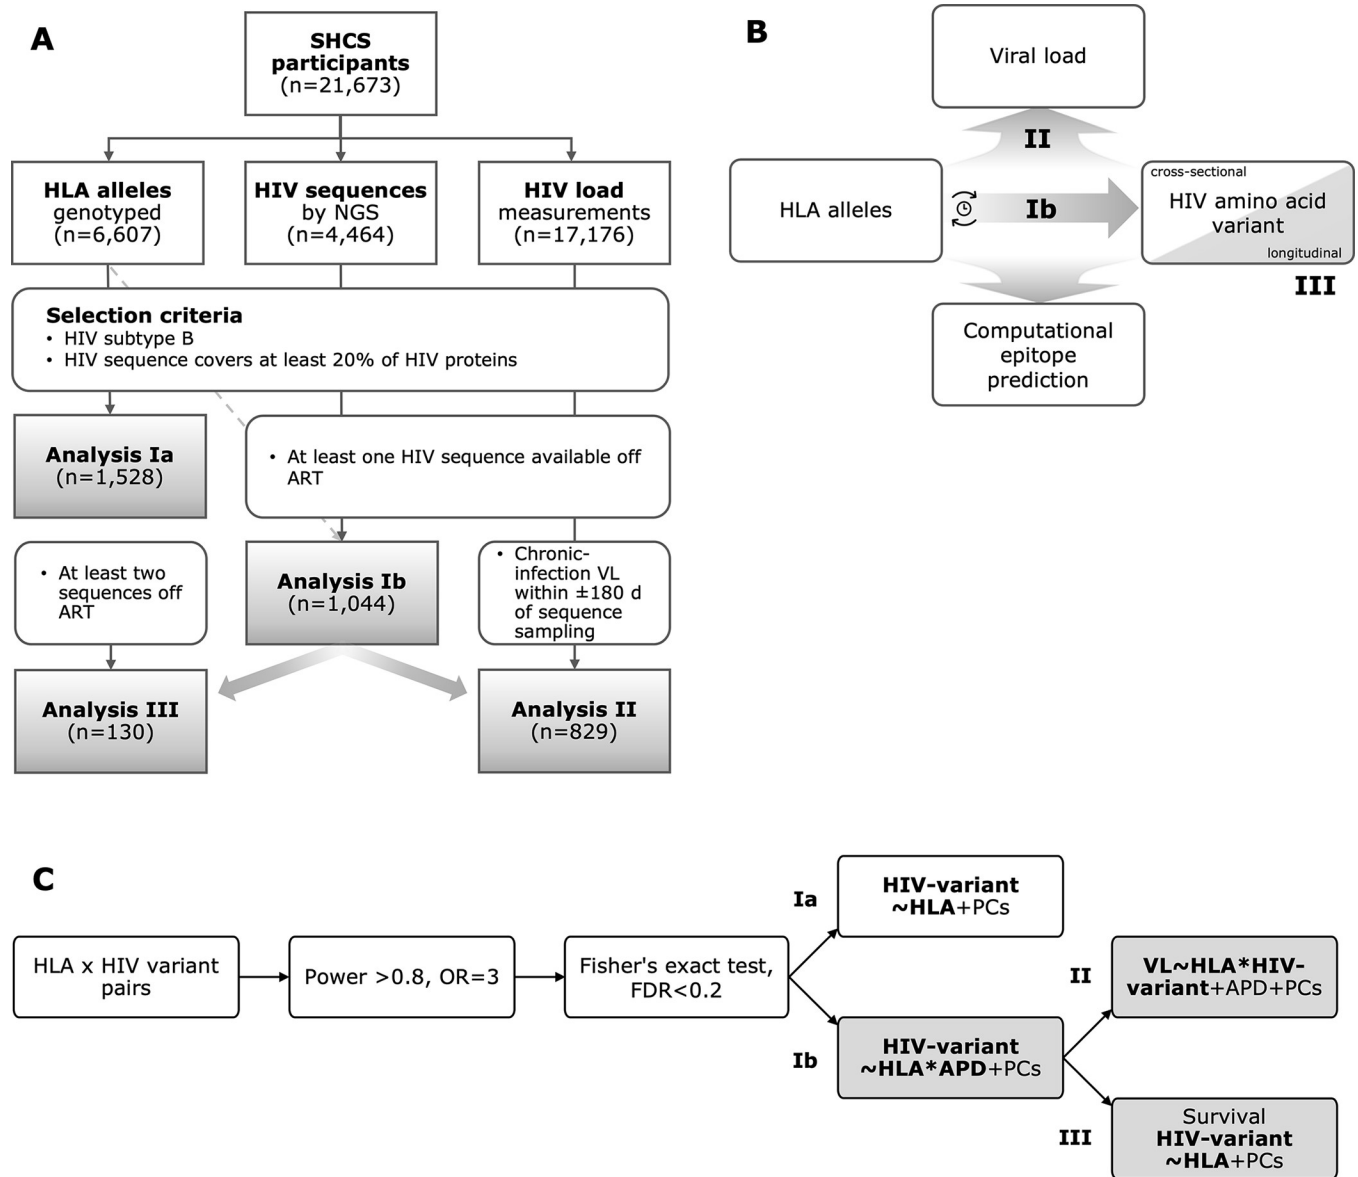 A
SHCS
participants
(n=21,673)
HLA alleles
genotyped
(n=6,607)
HIV sequences
by NGS
(n=4,464)
HIV load
measurements
(n=17,176)
Selection criteria
• HIV subtype B
• HIV sequence covers at least 20% of HIV proteins
Analysis Ia
(n=1,528)
• At least one HIV sequence available off
ART
• At least two
sequences off
ART
Analysis Ib
(n=1,044)
• Chronic-
infection VL
within ±180 d
of sequence
sampling
Analysis III
(n=130)
Analysis II
(n=829)
B
Viral load
II
HLA alleles
Ib
cross-sectional
HIV amino acid
variant
longitudinal
III
Computational
epitope
prediction
C
HLA x HIV variant
pairs
Power >0.8, OR=3
Fisher's exact test,
FDR<0.2
Ia
HIV-variant
~HLA+PCs
Ib
HIV-variant
~HLA*APD+PCs
II
VL~HLA*HIV-
variant+APD+PCs
III
Survival
HIV-variant
~HLA+PCs